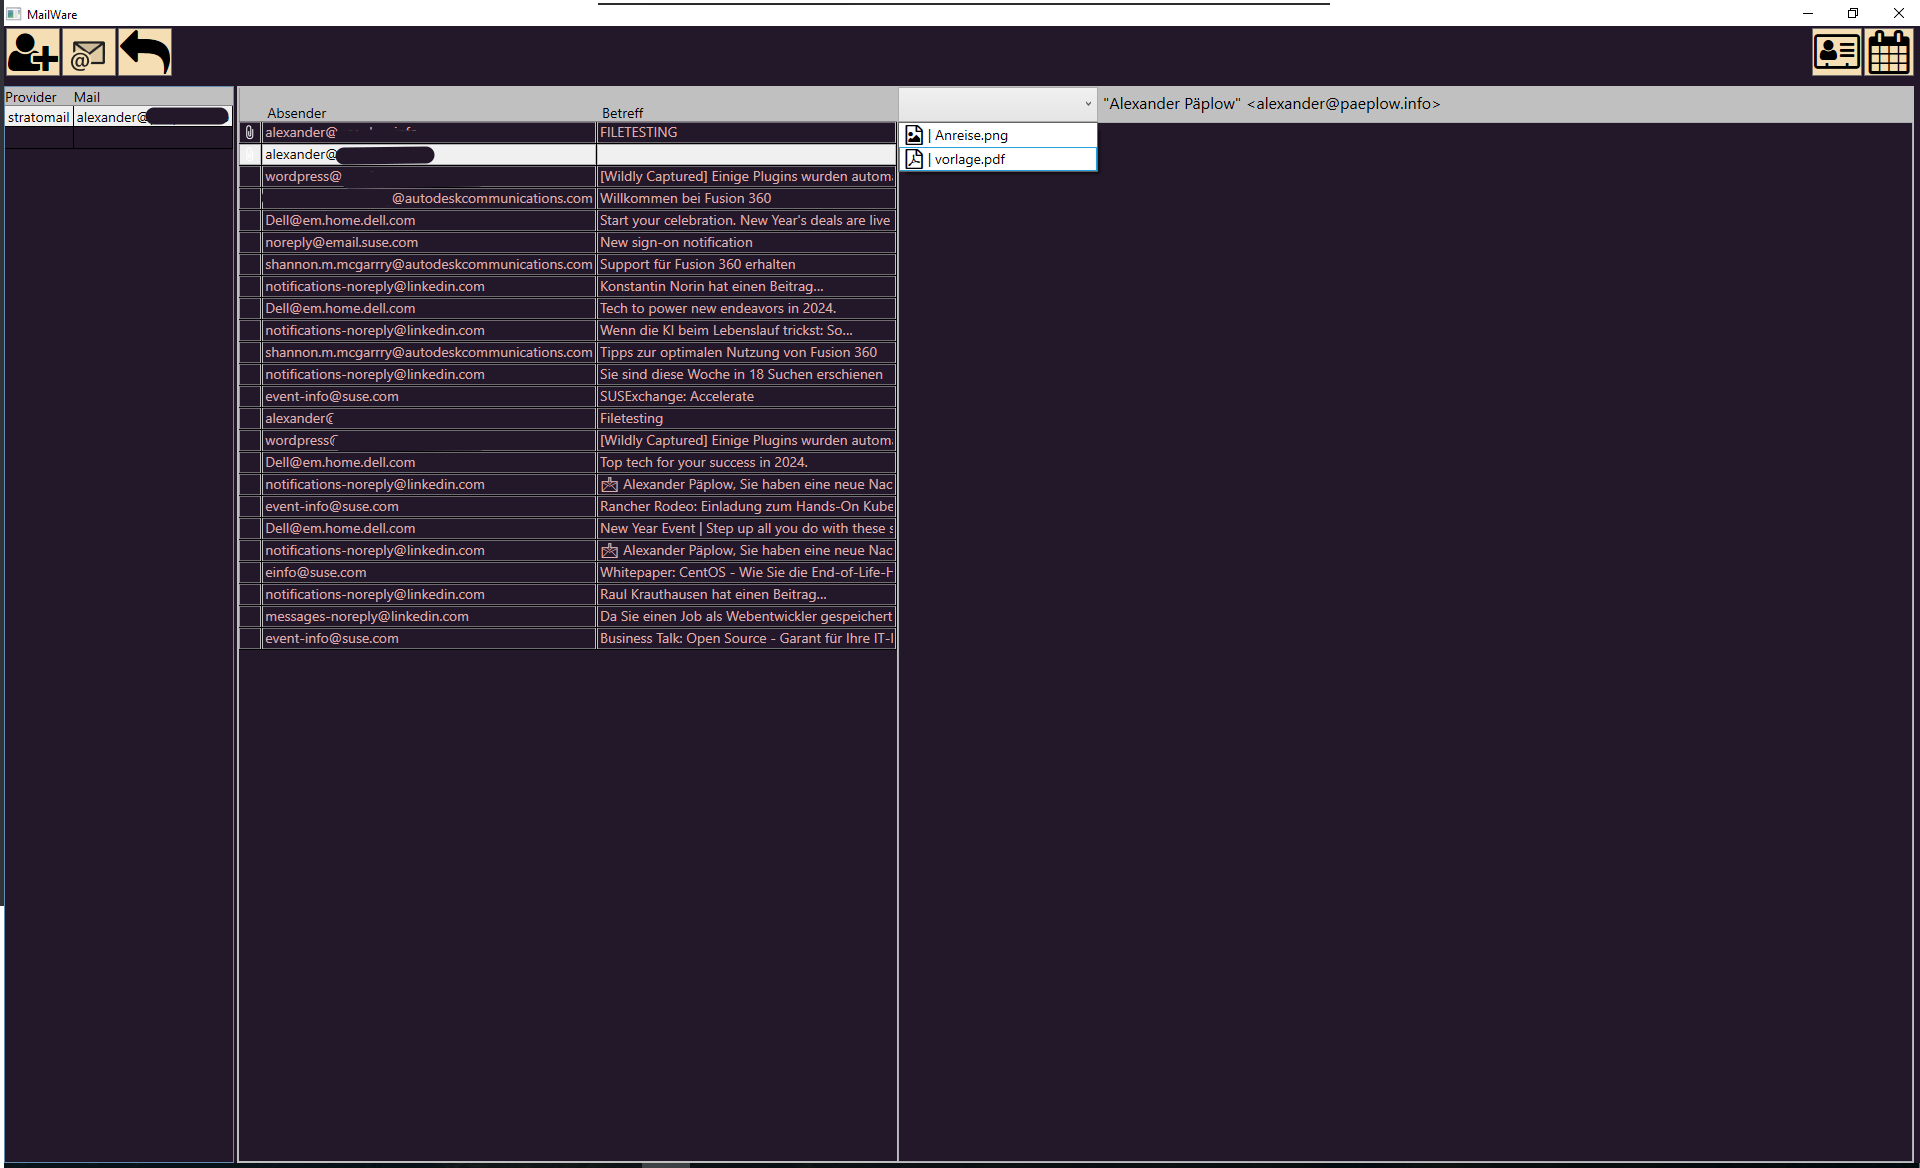 MailWare
Provider Mail
stratomail alexander@
Absender Betreff
"Alexander Päplow" <alexander@paeplow.info>
| Anreise.png
| vorlage.pdf
alexander@ FILETESTING
alexander@
wordpress@ [Wildly Captured] Einige Plugins wurden autom
@autodeskcommunications.com Willkommen bei Fusion 360
Dell@em.home.dell.com Start your celebration. New Year's deals are live
noreply@email.suse.com New sign-on notification
shannon.m.mcgarrry@autodeskcommunications.com Support für Fusion 360 erhalten
notifications-noreply@linkedin.com Konstantin Norin hat einen Beitrag...
Dell@em.home.dell.com Tech to power new endeavors in 2024.
notifications-noreply@linkedin.com Wenn die KI beim Lebenslauf trickst: So...
shannon.m.mcgarrry@autodeskcommunications.com Tipps zur optimalen Nutzung von Fusion 360
notifications-noreply@linkedin.com Sie sind diese Woche in 18 Suchen erschienen
event-info@suse.com SUSExchange: Accelerate
alexander Filetesting
wordpress [Wildly Captured] Einige Plugins wurden autom
Dell@em.home.dell.com Top tech for your success in 2024.
notifications-noreply@linkedin.com Alexander Päplow, Sie haben eine neue Nac
event-info@suse.com Rancher Rodeo: Einladung zum Hands-On Kube
Dell@em.home.dell.com New Year Event | Step up all you do with these s
notifications-noreply@linkedin.com Alexander Päplow, Sie haben eine neue Nac
einfo@suse.com Whitepaper: CentOS - Wie Sie die End-of-Life-H
notifications-noreply@linkedin.com Raul Krauthausen hat einen Beitrag...
messages-noreply@linkedin.com Da Sie einen Job als Webentwickler gespeichert
event-info@suse.com Business Talk: Open Source - Garant für Ihre IT-I